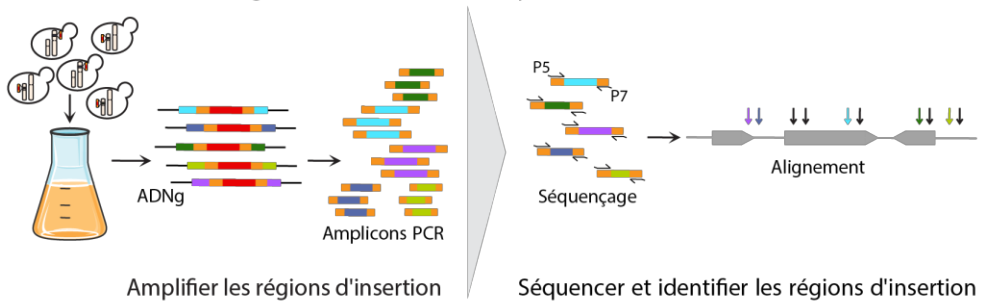 P5
P7
ADNg
Amplicons PCR
Séquençage
Alignement
Amplifier les régions d'insertion
Séquencer et identifier les régions d'insertion